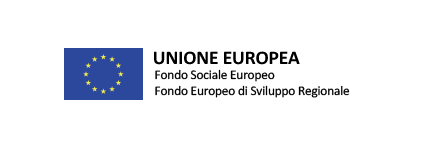 UNIONE EUROPEA
Fondo Sociale Europeo
Fondo Europeo di Sviluppo Regionale